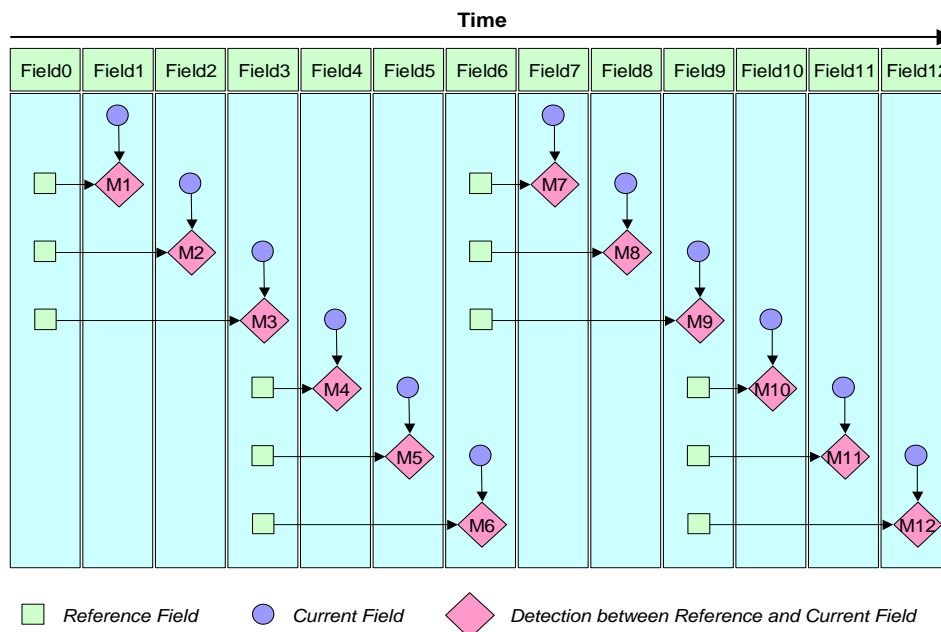 Time
Field0 Field1 Field2 Field3 Field4 Field5 Field6 Field7 Field8 Field9 Field10 Field11 Field12
M1 M7
M2 M8
M3 M9
M4 M10
M5 M11
M6 M12
Reference Field Current Field Detection between Reference and Current Field